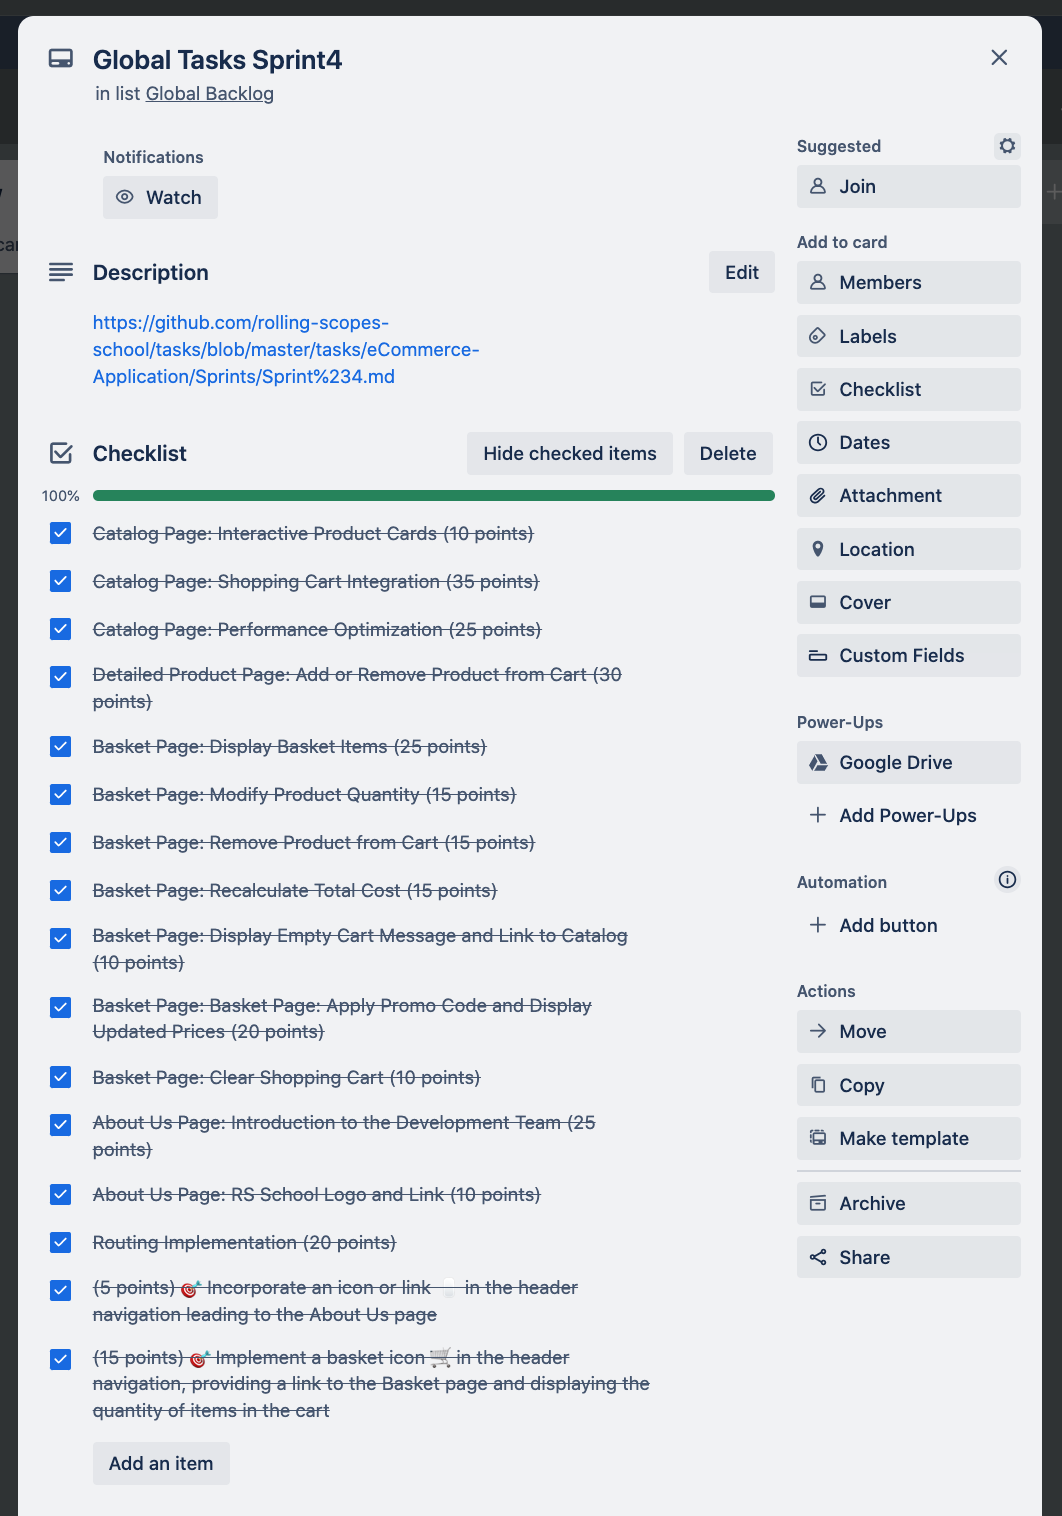 Global Tasks Sprint4
in list Global Backlog
Notifications
Watch
Description
Edit
https://github.com/rolling-scopes-
school/tasks/blob/master/tasks/eCommerce-
Application/Sprints/Sprint%234.md
Checklist
Hide checked items
Delete
100%
Catalog Page: Interactive Product Cards (10 points)
Catalog Page: Shopping Cart Integration (35 points)
Catalog Page: Performance Optimization (25 points)
Detailed Product Page: Add or Remove Product from Cart (30
points)
Basket Page: Display Basket Items (25 points)
Basket Page: Modify Product Quantity (15 points)
Basket Page: Remove Product from Cart (15 points)
Basket Page: Recalculate Total Cost (15 points)
Basket Page: Display Empty Cart Message and Link to Catalog
(10 points)
Basket Page: Basket Page: Apply Promo Code and Display
Updated Prices (20 points)
Basket Page: Clear Shopping Cart (10 points)
About Us Page: Introduction to the Development Team (25
points)
About Us Page: RS School Logo and Link (10 points)
Routing Implementation (20 points)
(5 points) 🎯 Incorporate an icon or link in the header
navigation leading to the About Us page
(15 points) 🎯 Implement a basket icon 🛒 in the header
navigation, providing a link to the Basket page and displaying the
quantity of items in the cart
Add an item
Suggested
Join
Add to card
Members
Labels
Checklist
Dates
Attachment
Location
Cover
Custom Fields
Power-Ups
Google Drive
Add Power-Ups
Automation
Add button
Actions
Move
Copy
Make template
Archive
Share